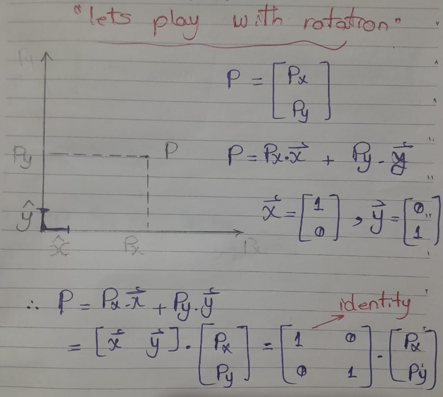 "lets play with rotation"
P = [Px
Py]
Py P
P = Px.x⃗ + Py.y⃗
ŷ
x⃗ = [1
0] , y⃗ = [0
1]
x̂ Px
∴ P = Px.x⃗ + Py.y⃗
identity
= [x⃗ y⃗] . [Px
Py] = [1 0
0 1] . [Px
Py]